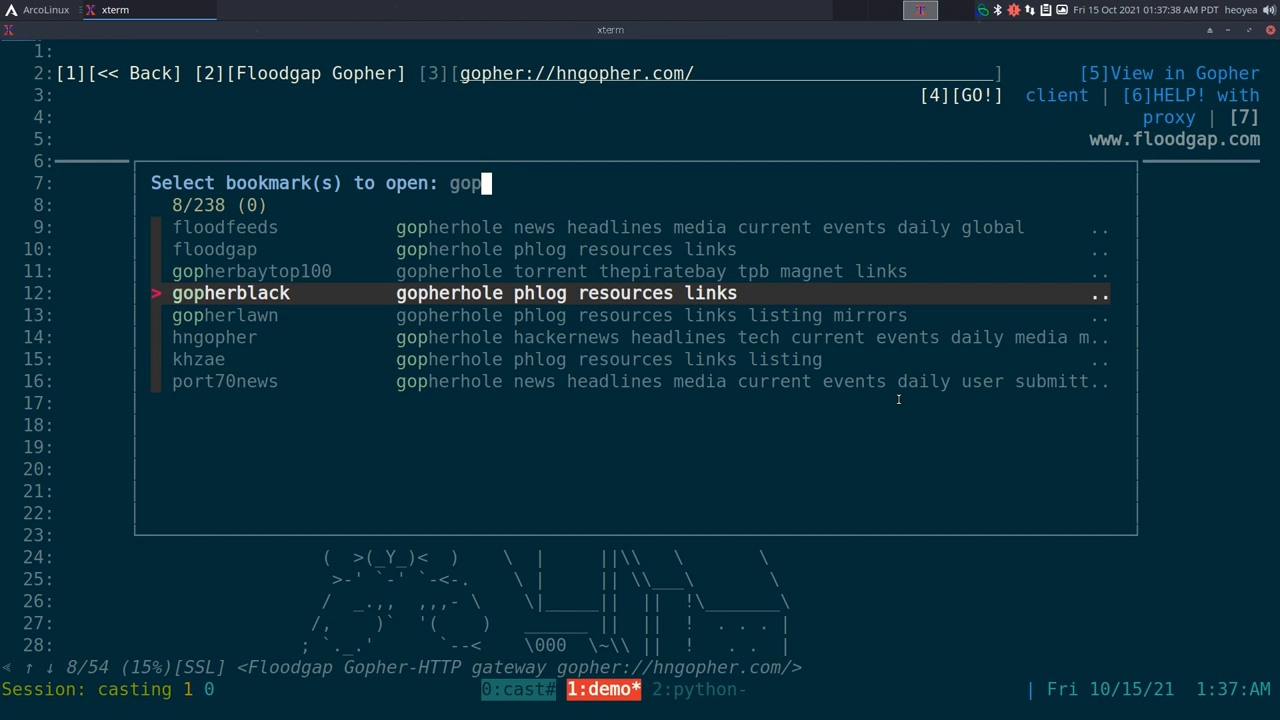 ArcoLinux xterm Fri 15 Oct 2021 01:37:38 AM PDT heoyea
xterm
1:
2:[1][<< Back] [2][Floodgap Gopher] [3][gopher://hngopher.com/ ] [5]View in Gopher
3: [4][GO!] client | [6]HELP! with
4: proxy | [7]
5: www.floodgap.com
6:
7: Select bookmark(s) to open: gop
8: 8/238 (0)
9: floodfeeds gopherhole news headlines media current events daily global ..
10: floodgap gopherhole phlog resources links
11: gopherbaytop100 gopherhole torrent thepiratebay tpb magnet links ..
12: > gopherblack gopherhole phlog resources links ..
13: gopherlawn gopherhole phlog resources links listing mirrors ..
14: hngopher gopherhole hackernews headlines tech current events daily media m..
15: khzae gopherhole phlog resources links listing ..
16: port70news gopherhole news headlines media current events daily user submitt..
17:
18:
19:
20:
21:
22:
23:
24: ( >(_Y_)< ) \ | ||\\ \ \
25: >-' `-' `-<-. \ | || \\___\ \
26: / _.,, ,,,- \ \|_____|| || !\_______\
27: /, )` '( ) ______ || || ! . . . |
28: ; `._.' `--< \000 \~\\ || ! . . |
< ↑ ↓ 8/54 (15%)[SSL] <Floodgap Gopher-HTTP gateway gopher://hngopher.com/>
Session: casting 1 0 0:cast# 1:demo* 2:python- | Fri 10/15/21 1:37:AM